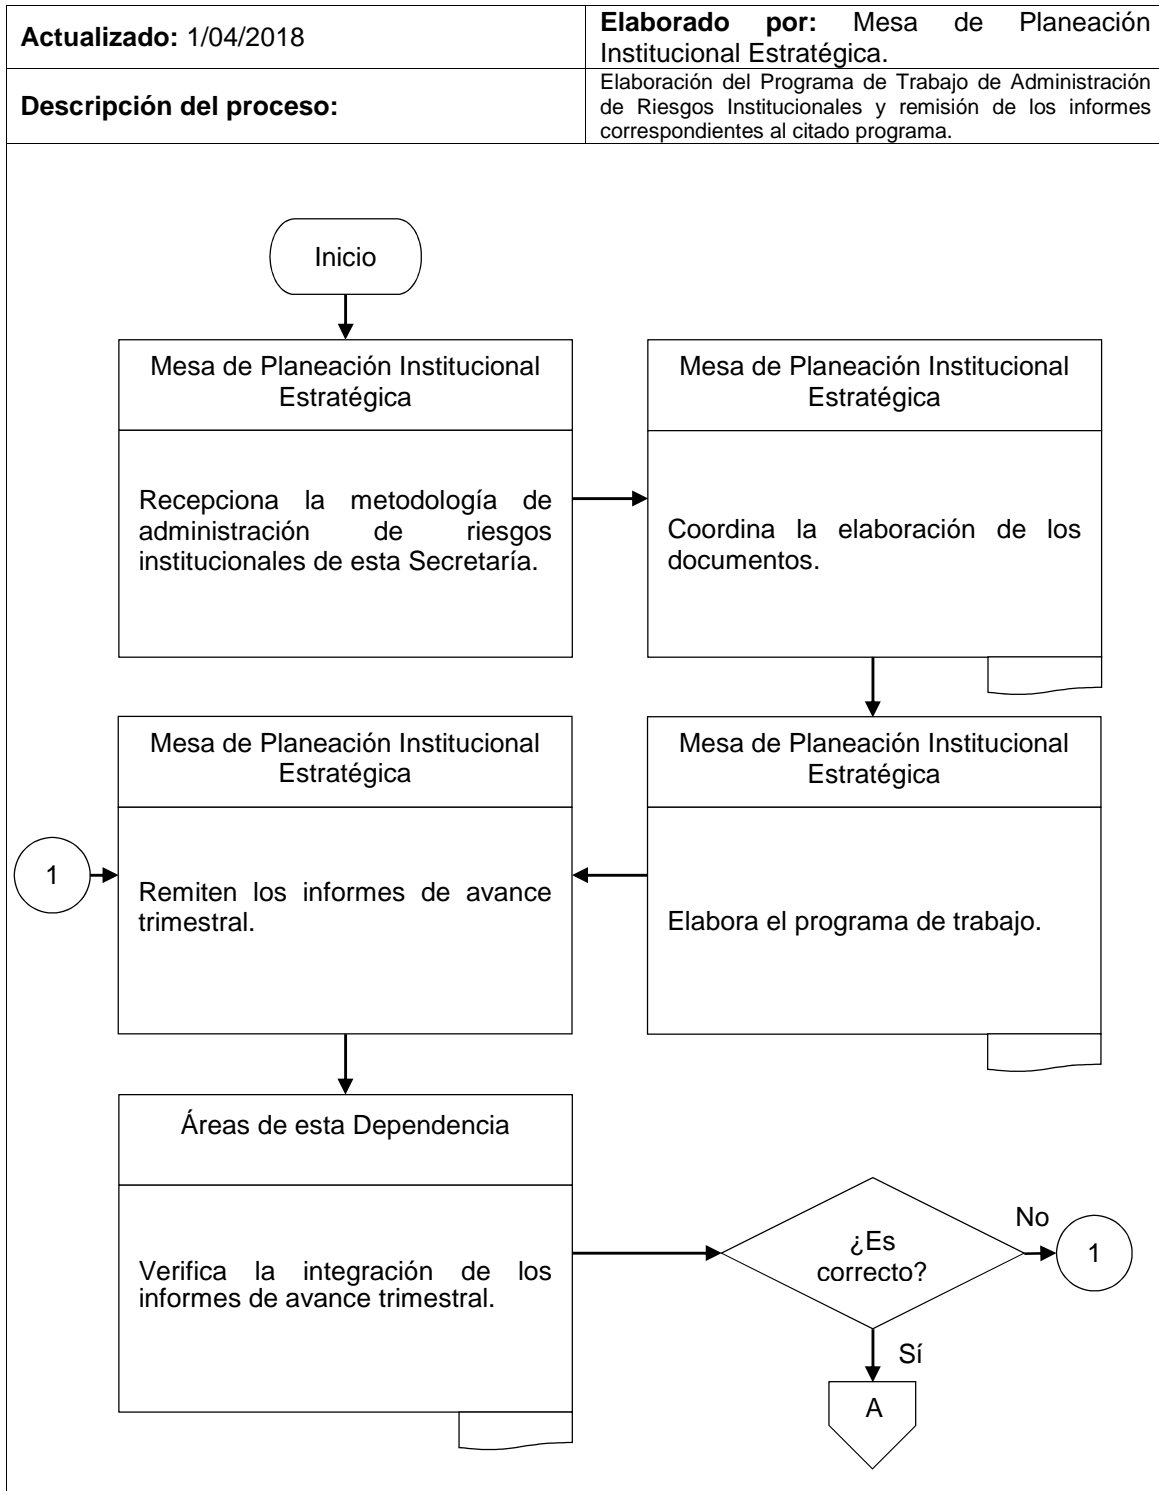 Actualizado: 1/04/2018
Elaborado por: Mesa de Planeación
Institucional Estratégica.
Descripción del proceso:
Elaboración del Programa de Trabajo de Administración
de Riesgos Institucionales y remisión de los informes
correspondientes al citado programa.
Inicio
Mesa de Planeación Institucional
Estratégica
Recepciona la metodología de
administración de riesgos
institucionales de esta Secretaría.
Mesa de Planeación Institucional
Estratégica
Coordina la elaboración de los
documentos.
Mesa de Planeación Institucional
Estratégica
Elabora el programa de trabajo.
Mesa de Planeación Institucional
Estratégica
1
Remiten los informes de avance
trimestral.
Áreas de esta Dependencia
Verifica la integración de los
informes de avance trimestral.
¿Es
correcto?
No
1
Sí
A